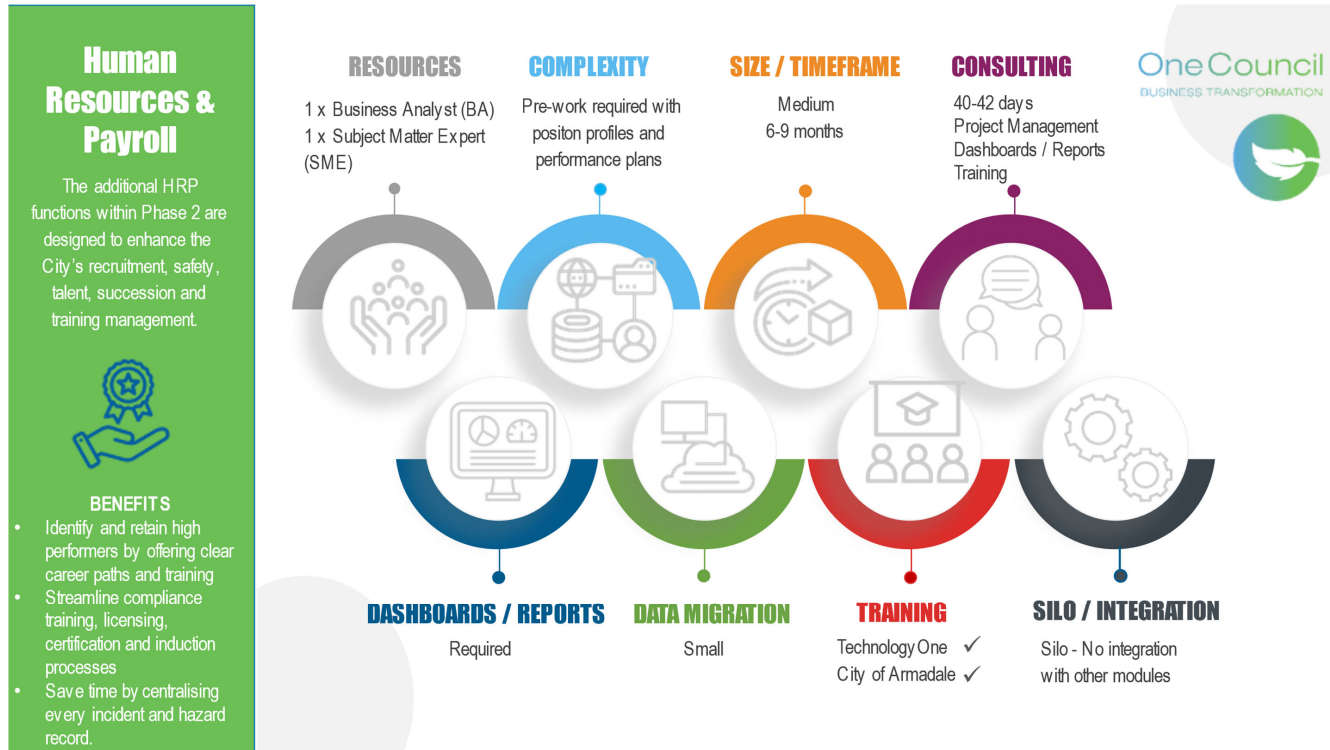 Human
Resources &
Payroll
The additional HRP
functions within Phase 2 are
designed to enhance the
City's recruitment, safety,
talent, succession and
training management.
BENEFITS
• Identify and retain high
performers by offering clear
career paths and training
• Streamline compliance
training, licensing,
certification and induction
processes
• Save time by centralising
every incident and hazard
record.
RESOURCES
1 x Business Analyst (BA)
1 x Subject Matter Expert
(SME)
COMPLEXITY
Pre-work required with
positon profiles and
performance plans
SIZE / TIMEFRAME
Medium
6-9 months
CONSULTING
40-42 days
Project Management
Dashboards / Reports
Training
OneCouncil
BUSINESS TRANSFORMATION
DASHBOARDS / REPORTS
Required
DATA MIGRATION
Small
TRAINING
Technology One ✓
City of Armadale ✓
SILO / INTEGRATION
Silo - No integration
with other modules